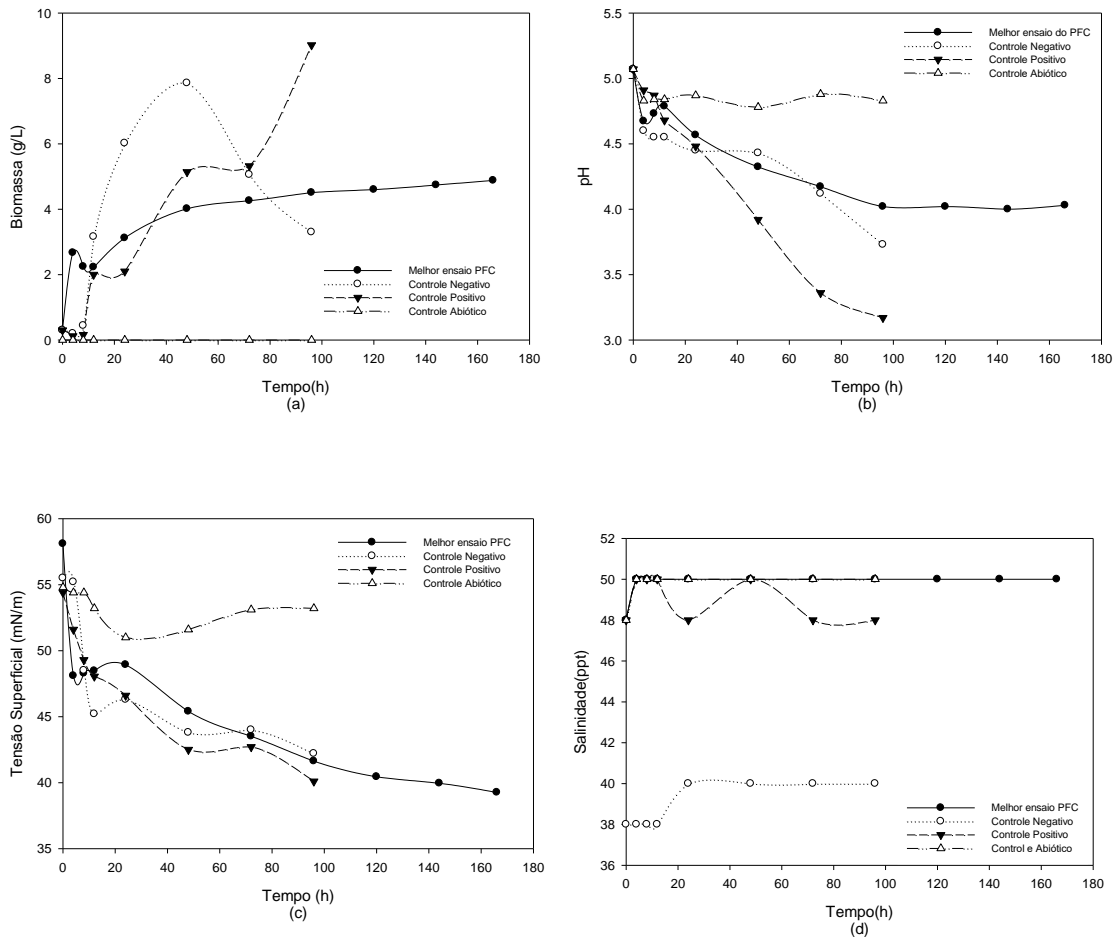 10
8
6
4
2
0
Biomassa (g/L)
Melhor ensaio PFC
Controle Negativo
Controle Positivo
Controle Abiótico
0 20 40 60 80 100 120 140 160 180
Tempo(h)
(a)
5.0
5.0
4.5
4.0
3.5
3.0
pH
Melhor ensaio do PFC
Controle Negativo
Controle Positivo
Controle Abiótico
0 20 40 60 80 100 120 140 160 180
Tempo (h)
(b)
60
55
50
45
40
35
Tensão Superficial (mN/m)
Melhor ensaio PFC
Controle Negativo
Controle Positivo
Controle Abiótico
0 20 40 60 80 100 120 140 160 180
Tempo (h)
(c)
52
50
48
46
44
42
40
38
36
Salinidade(ppt)
Melhor ensaio PFC
Controle Negativo
Controle Positivo
Control e Abiótico
0 20 40 60 80 100 120 140 160 180
Tempo(h)
(d)